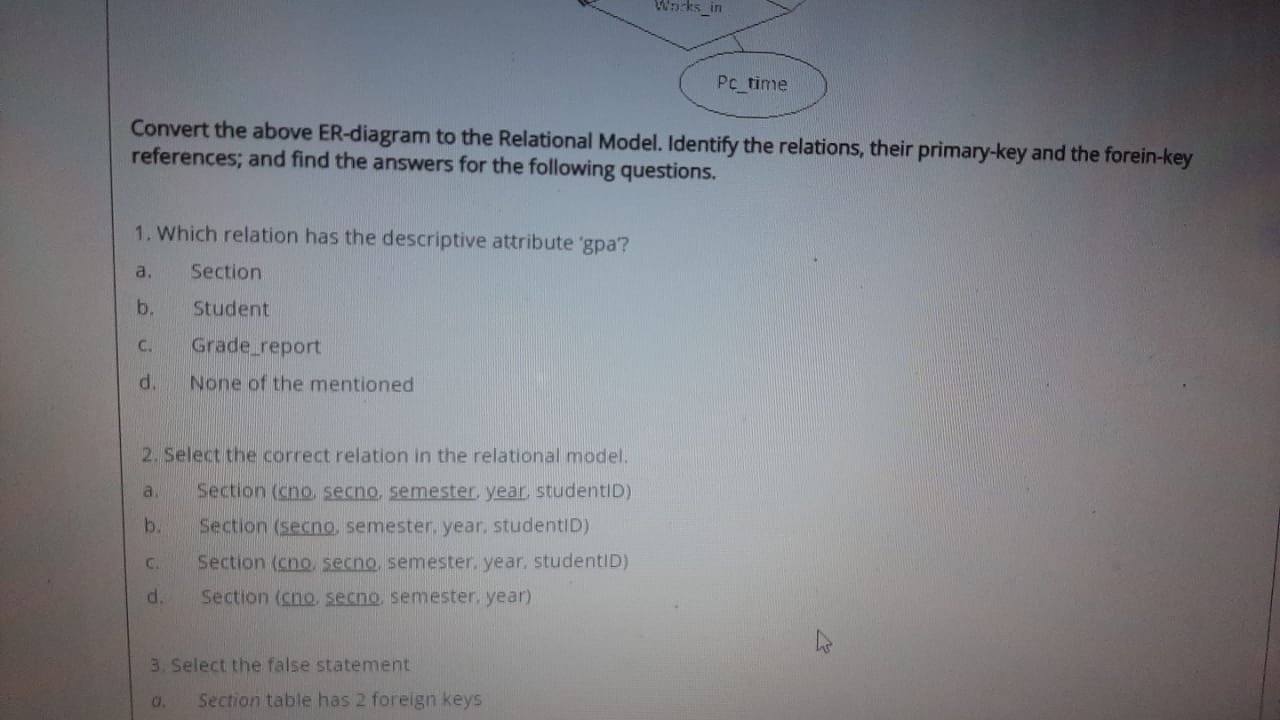 Works_in
Pc_time
Convert the above ER-diagram to the Relational Model. Identify the relations, their primary-key and the forein-key
references; and find the answers for the following questions.
1. Which relation has the descriptive attribute 'gpa'?
a. Section
b. Student
c. Grade_report
d. None of the mentioned
2. Select the correct relation in the relational model.
a. Section (cno, secno, semester, year, studentID)
b. Section (secno, semester, year, studentID)
c. Section (cno, secno, semester, year, studentID)
d. Section (cno, secno, semester, year)
3. Select the false statement
a. Section table has 2 foreign keys